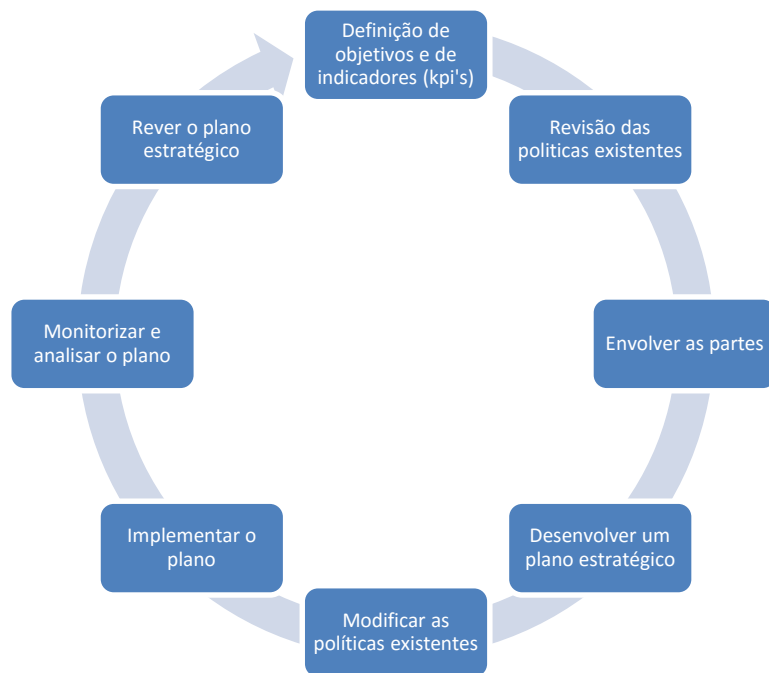 Definição de
objetivos e de
indicadores (kpi's)
Revisão das
politicas existentes
Envolver as partes
Desenvolver um
plano estratégico
Modificar as
políticas existentes
Implementar o
plano
Monitorizar e
analisar o plano
Rever o plano
estratégico